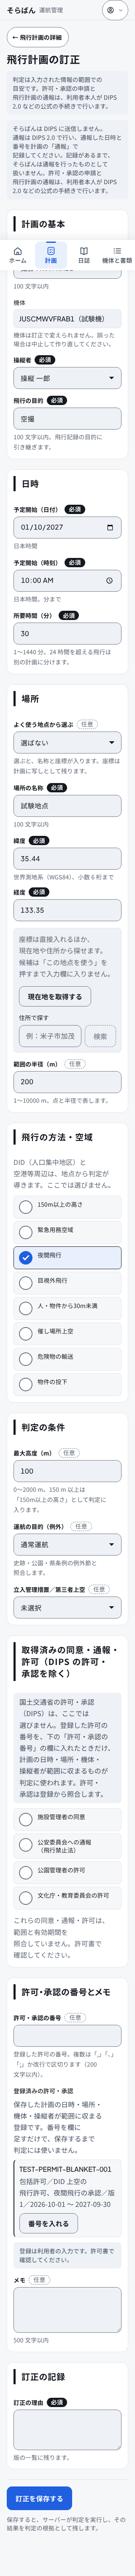 そらぱん 運航管理
← 飛行計画の詳細
飛行計画の訂正
判定は入力された情報の範囲での
目安です。許可・承認の申請と
飛行計画の通報は、利用者本人が DIPS
2.0 などの公式の手続きで行います。
そらぱんは DIPS に送信しません。
通報は DIPS 2.0 で行い、通報した日時と
番号を計画の「通報」で
記録してください。記録があるまで、
そらぱんは通報を行ったものとして
扱いません。許可・承認の申請と
飛行計画の通報は、利用者本人が DIPS
2.0 などの公式の手続きで行います。
計画の基本
ホーム
計画
日誌
機体と書類
100 文字以内
機体
JUSCMWWVFRAB1（試験機）
機体は訂正で変えられません。誤った
場合は中止して作り直してください。
操縦者 必須
操縦 一郎
飛行の目的 必須
空撮
100 文字以内。飛行記録の目的に
引き継ぎます。
日時
予定開始（日付） 必須
01/10/2027
日本時間
予定開始（時刻） 必須
10:00 AM
日本時間。分まで
所要時間（分） 必須
30
1〜1440 分。24 時間を超える飛行は
別の計画に分けます。
場所
よく使う地点から選ぶ 任意
選ばない
選ぶと、名称と座標が入ります。座標は
計画に写しとして残ります。
場所の名称 必須
試験地点
100 文字以内
緯度 必須
35.44
世界測地系（WGS84）、小数 6 桁まで
経度 必須
133.35
座標は直接入れるほか、
現在地や住所から探せます。
候補は「この地点を使う」を
押すまで入力欄に入りません。
現在地を取得する
住所で探す
例：米子市加茂
検索
範囲の半径（m） 任意
200
1〜10000 m。点と半径で表します。
飛行の方法・空域
DID（人口集中地区）と
空港等周辺は、地点から判定が
導きます。ここでは選びません。
150m以上の高さ
緊急用務空域
夜間飛行
目視外飛行
人・物件から30m未満
催し場所上空
危険物の輸送
物件の投下
判定の条件
最大高度（m） 任意
100
0〜2000 m。150 m 以上は
「150m以上の高さ」として判定に
入ります。
運航の目的（例外） 任意
通常運航
史跡・公園・県条例の例外節と
照合します。
立入管理措置／第三者上空 任意
未選択
取得済みの同意・通報・
許可（DIPS の許可・
承認を除く）
国土交通省の許可・承認
（DIPS）は、ここでは
選びません。登録した許可の
番号を、下の「許可・承認の
番号」の欄に入れたときだけ、
計画の日時・場所・機体・
操縦者が範囲に収まるものが
判定に使われます。許可・
承認は登録から照合します。
施設管理者の同意
公安委員会への通報
（飛行禁止法）
公園管理者の許可
文化庁・教育委員会の許可
これらの同意・通報・許可は、
範囲と有効期間を
照合していません。許可書で
確認してください。
許可・承認の番号とメモ
許可・承認の番号 任意
登録済みの許可・承認
保存した計画の日時・場所・
機体・操縦者が範囲に収まる
登録です。番号を欄に
足すだけで、保存するまで
判定には使いません。
TEST-PERMIT-BLANKET-001
包括許可／DID 上空の
飛行許可、夜間飛行の承認／版
1／2026-10-01 〜 2027-09-30
番号を入れる
登録は利用者の入力です。許可書で
確認してください。
メモ 任意
500 文字以内
訂正の記録
訂正の理由 必須
版の一覧に残ります。
訂正を保存する
保存すると、サーバーが判定を実行し、その
結果を判定の根拠として残します。